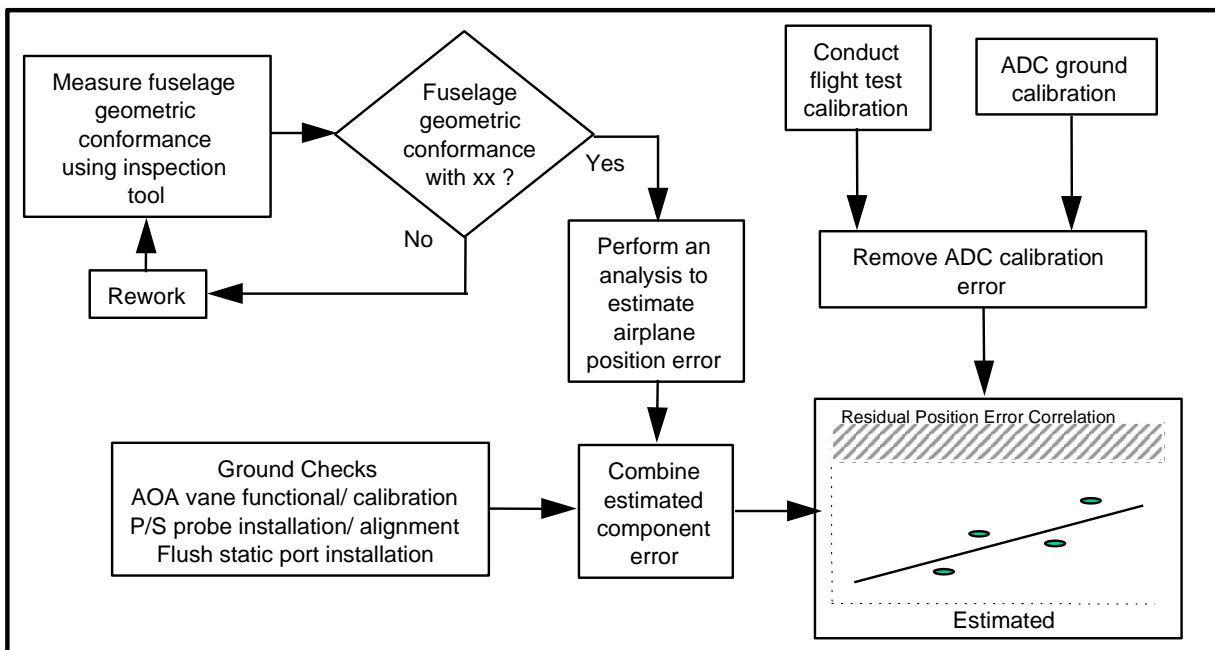 Measure fuselage
geometric
conformance
using inspection
tool
Fuselage
geometric
conformance
with xx ?
Yes
No
Rework
Perform an
analysis to
estimate
airplane
position error
Conduct
flight test
calibration
ADC ground
calibration
Remove ADC calibration
error
Ground Checks
AOA vane functional/ calibration
P/S probe installation/ alignment
Flush static port installation
Combine
estimated
component
error
Residual Position Error Correlation
Estimated